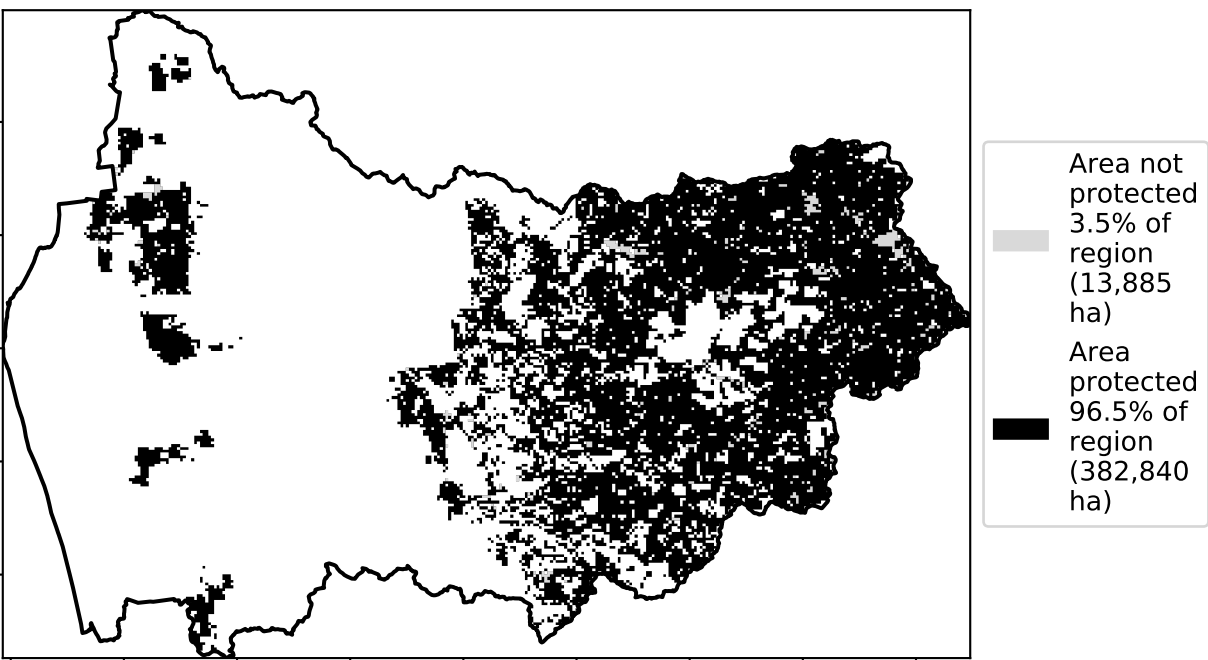 Area not
protected
3.5% of
region
(13,885
ha)
Area
protected
96.5% of
region
(382,840
ha)